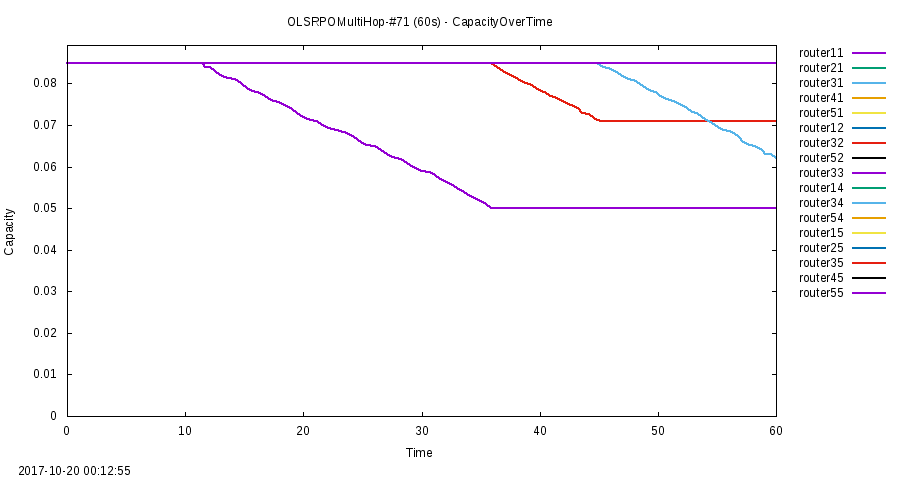 OLSRPOMultiHop-#71 (60s) - CapacityOverTime
router11
router21
router31
router41
router51
router12
router32
router52
router33
router14
router34
router54
router15
router25
router35
router45
router55
0.08
0.07
0.06
0.05
0.04
0.03
0.02
0.01
0
Capacity
0 10 20 30 40 50 60
Time
2017-10-20 00:12:55